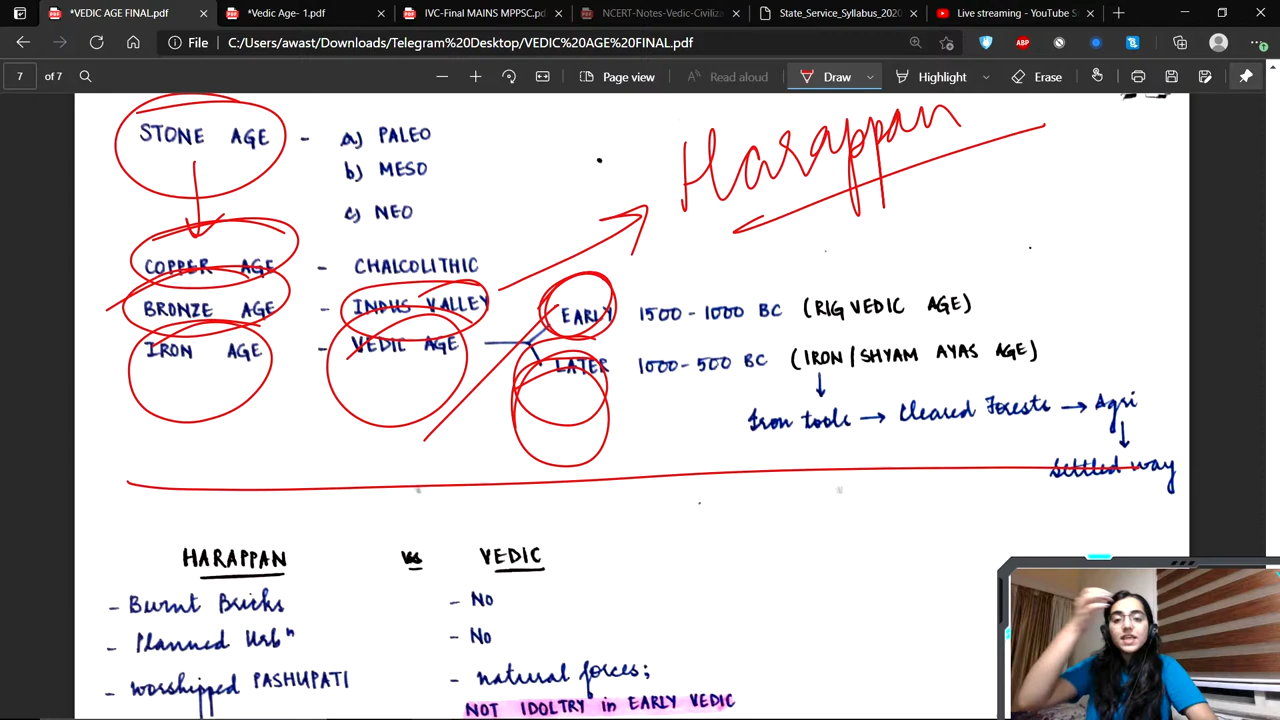 *VEDIC AGE FINAL.pdf
*Vedic Age- 1.pdf
IVC-Final MAINS MPPSC.pdf
NCERT-Notes-Vedic-Civiliza
State_Service_Syllabus_2020
Live streaming - YouTube S
File C:/Users/awast/Downloads/Telegram%20Desktop/VEDIC%20AGE%20FINAL.pdf
ABP
7 of 7
Page view
Read aloud
Draw
Highlight
Erase
STONE AGE - a) PALEO
b) MESO
c) NEO
Harappan
COPPER AGE - CHALCOLITHIC
BRONZE AGE - INDUS VALLEY
IRON AGE - VEDIC AGE
EARLY 1500-1000 BC (RIG VEDIC AGE)
LATER 1000-500 BC (IRON/SHYAM AYAS AGE)
Iron tools → Cleared Forests → Agri
Settled way
HARAPPAN Vs VEDIC
- Burnt Bricks - No
- Planned Urbⁿ - No
- Worshipped PASHUPATI - natural forces;
NOT IDOLTRY in EARLY VEDIC